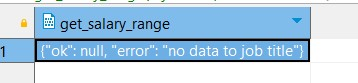 get_salary_range
1
{"ok": null, "error": "no data to job title"}